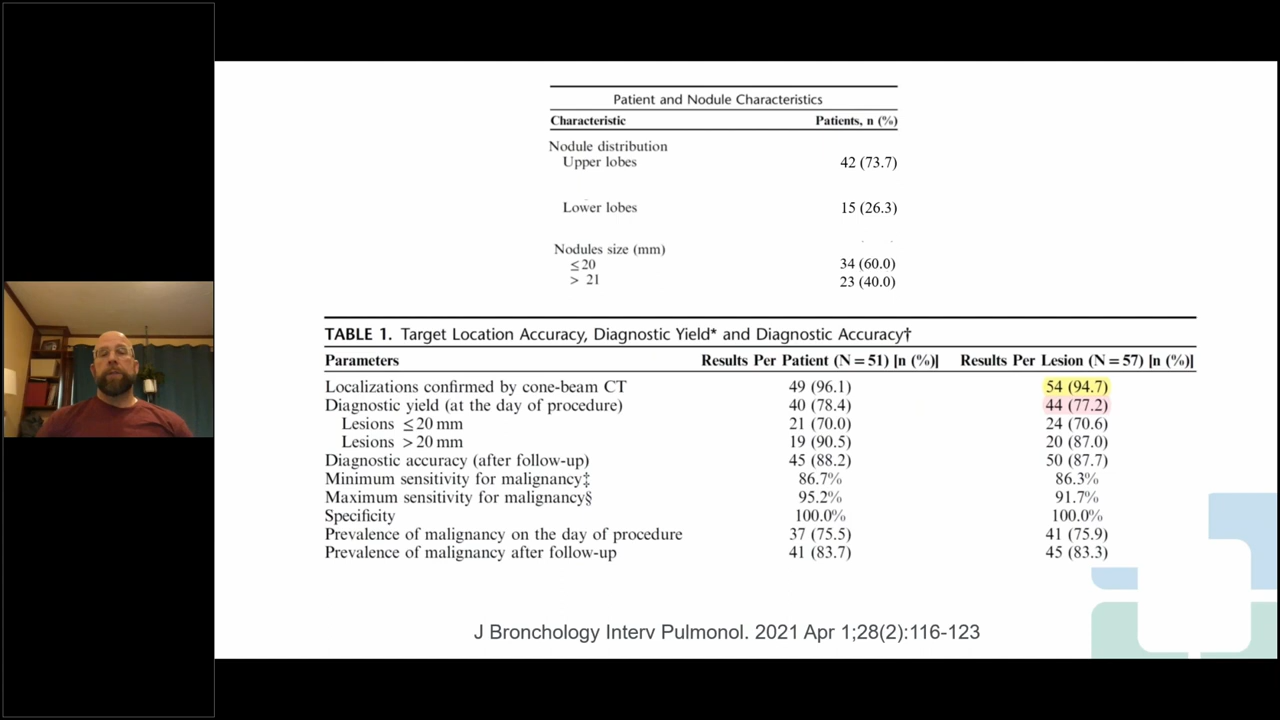 Patient and Nodule Characteristics
Characteristic Patients, n (%)
Nodule distribution
Upper lobes 42 (73.7)
Lower lobes 15 (26.3)
Nodules size (mm)
≤20 34 (60.0)
> 21 23 (40.0)
TABLE 1. Target Location Accuracy, Diagnostic Yield* and Diagnostic Accuracy†
Parameters Results Per Patient (N = 51) [n (%)] Results Per Lesion (N = 57) [n (%)]
Localizations confirmed by cone-beam CT 49 (96.1) 54 (94.7)
Diagnostic yield (at the day of procedure) 40 (78.4) 44 (77.2)
Lesions ≤20 mm 21 (70.0) 24 (70.6)
Lesions >20 mm 19 (90.5) 20 (87.0)
Diagnostic accuracy (after follow-up) 45 (88.2) 50 (87.7)
Minimum sensitivity for malignancy‡ 86.7% 86.3%
Maximum sensitivity for malignancy§ 95.2% 91.7%
Specificity 100.0% 100.0%
Prevalence of malignancy on the day of procedure 37 (75.5) 41 (75.9)
Prevalence of malignancy after follow-up 41 (83.7) 45 (83.3)
J Bronchology Interv Pulmonol. 2021 Apr 1;28(2):116-123